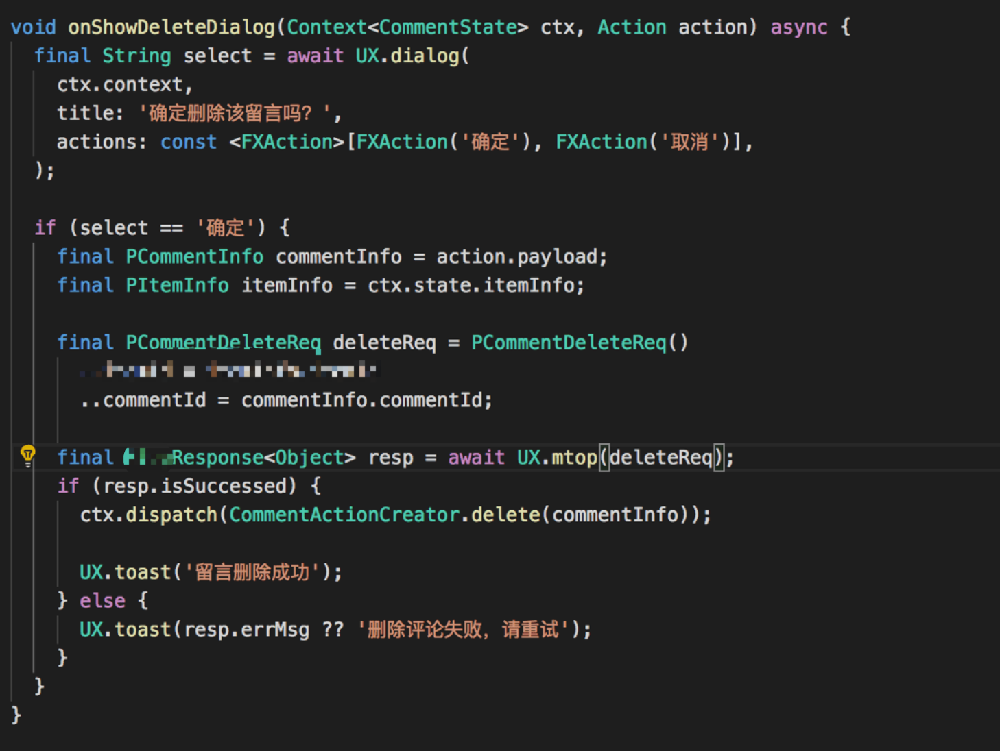 void onShowDeleteDialog(Context<CommentState> ctx, Action action) async {
final String select = await UX.dialog(
ctx.context,
title: '确定删除该留言吗？',
actions: const <FXAction>[FXAction('确定'), FXAction('取消')],
);
if (select == '确定') {
final PCommentInfo commentInfo = action.payload;
final PItemInfo itemInfo = ctx.state.itemInfo;
final PCommentDeleteReq deleteReq = PCommentDeleteReq()
..commentId = commentInfo.commentId;
final Response<Object> resp = await UX.mtop(deleteReq);
if (resp.isSuccessed) {
ctx.dispatch(CommentActionCreator.delete(commentInfo));
UX.toast('留言删除成功');
} else {
UX.toast(resp.errMsg ?? '删除评论失败，请重试');
}
}
}